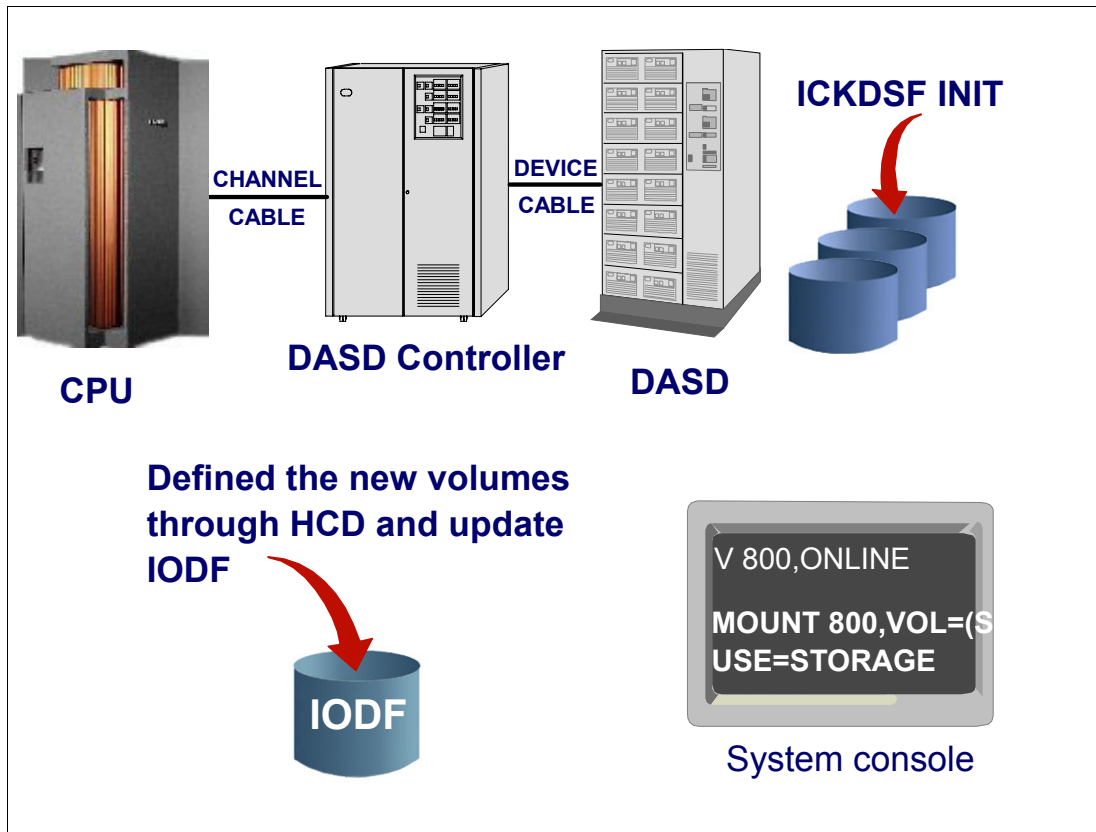 ICKDSF INIT
CHANNEL
CABLE
DEVICE
CABLE
CPU
DASD Controller
DASD
Defined the new volumes
through HCD and update
IODF
IODF
V 800,ONLINE
MOUNT 800,VOL=(S
USE=STORAGE
System console